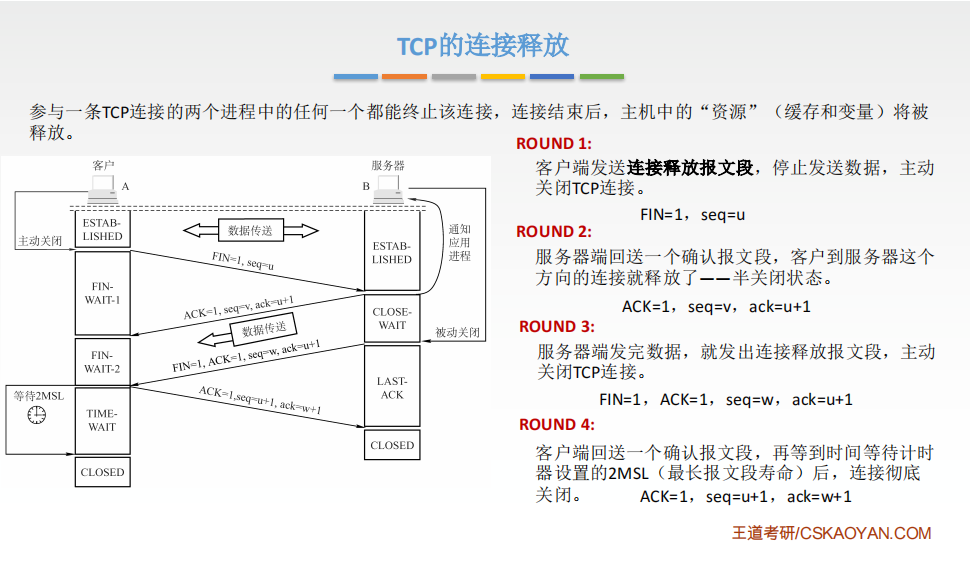 TCP的连接释放
参与一条TCP连接的两个进程中的任何一个都能终止该连接，连接结束后，主机中的“资源”（缓存和变量）将被
释放。
客户
服务器
A
B
主动关闭
ESTAB-
LISHED
数据传送
ESTAB-
LISHED
通知
应用
进程
FIN=1, seq=u
FIN-
WAIT-1
ACK=1, seq=v, ack=u+1
CLOSE-
WAIT
数据传送
被动关闭
FIN=1, ACK=1, seq=w, ack=u+1
FIN-
WAIT-2
等待2MSL
LAST-
ACK
ACK=1,seq=u+1, ack=w+1
TIME-
WAIT
CLOSED
CLOSED
ROUND 1:
客户端发送连接释放报文段，停止发送数据，主动
关闭TCP连接。
FIN=1，seq=u
ROUND 2:
服务器端回送一个确认报文段，客户到服务器这个
方向的连接就释放了——半关闭状态。
ACK=1，seq=v，ack=u+1
ROUND 3:
服务器端发完数据，就发出连接释放报文段，主动
关闭TCP连接。
FIN=1，ACK=1，seq=w，ack=u+1
ROUND 4:
客户端回送一个确认报文段，再等到时间等待计时
器设置的2MSL（最长报文段寿命）后，连接彻底
关闭。 ACK=1，seq=u+1，ack=w+1
王道考研/CSKAOYAN.COM